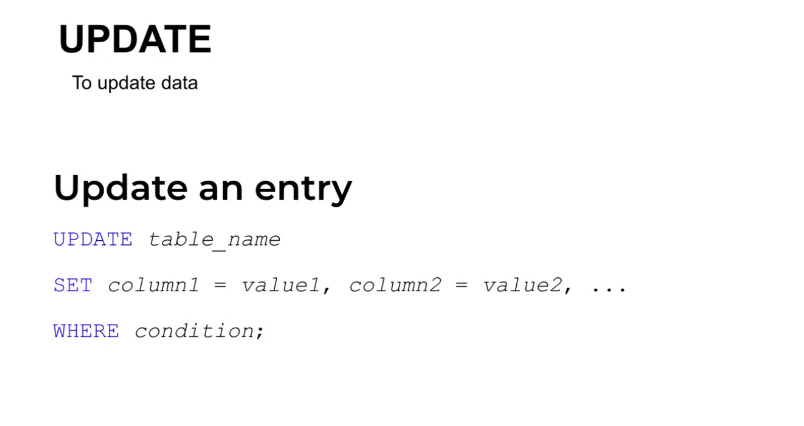 UPDATE
To update data
Update an entry
UPDATE table_name
SET column1 = value1, column2 = value2, ...
WHERE condition;